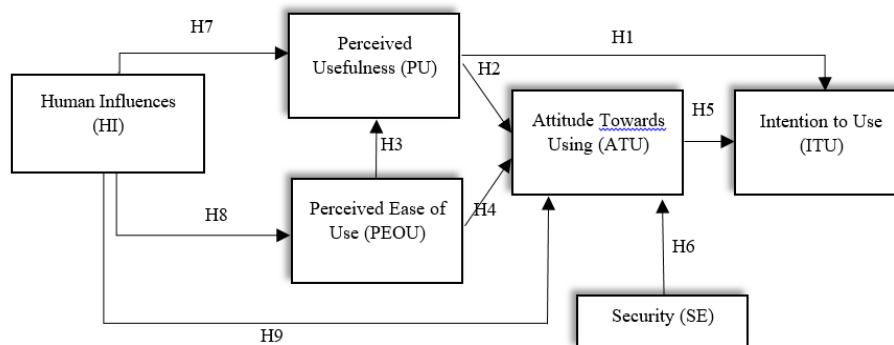 H7
Perceived
Usefulness (PU)
H1
H2
Human Influences
(HI)
Attitude Towards
Using (ATU)
H5
Intention to Use
(ITU)
H3
Perceived Ease of
Use (PEOU)
H8
H4
H6
Security (SE)
H9